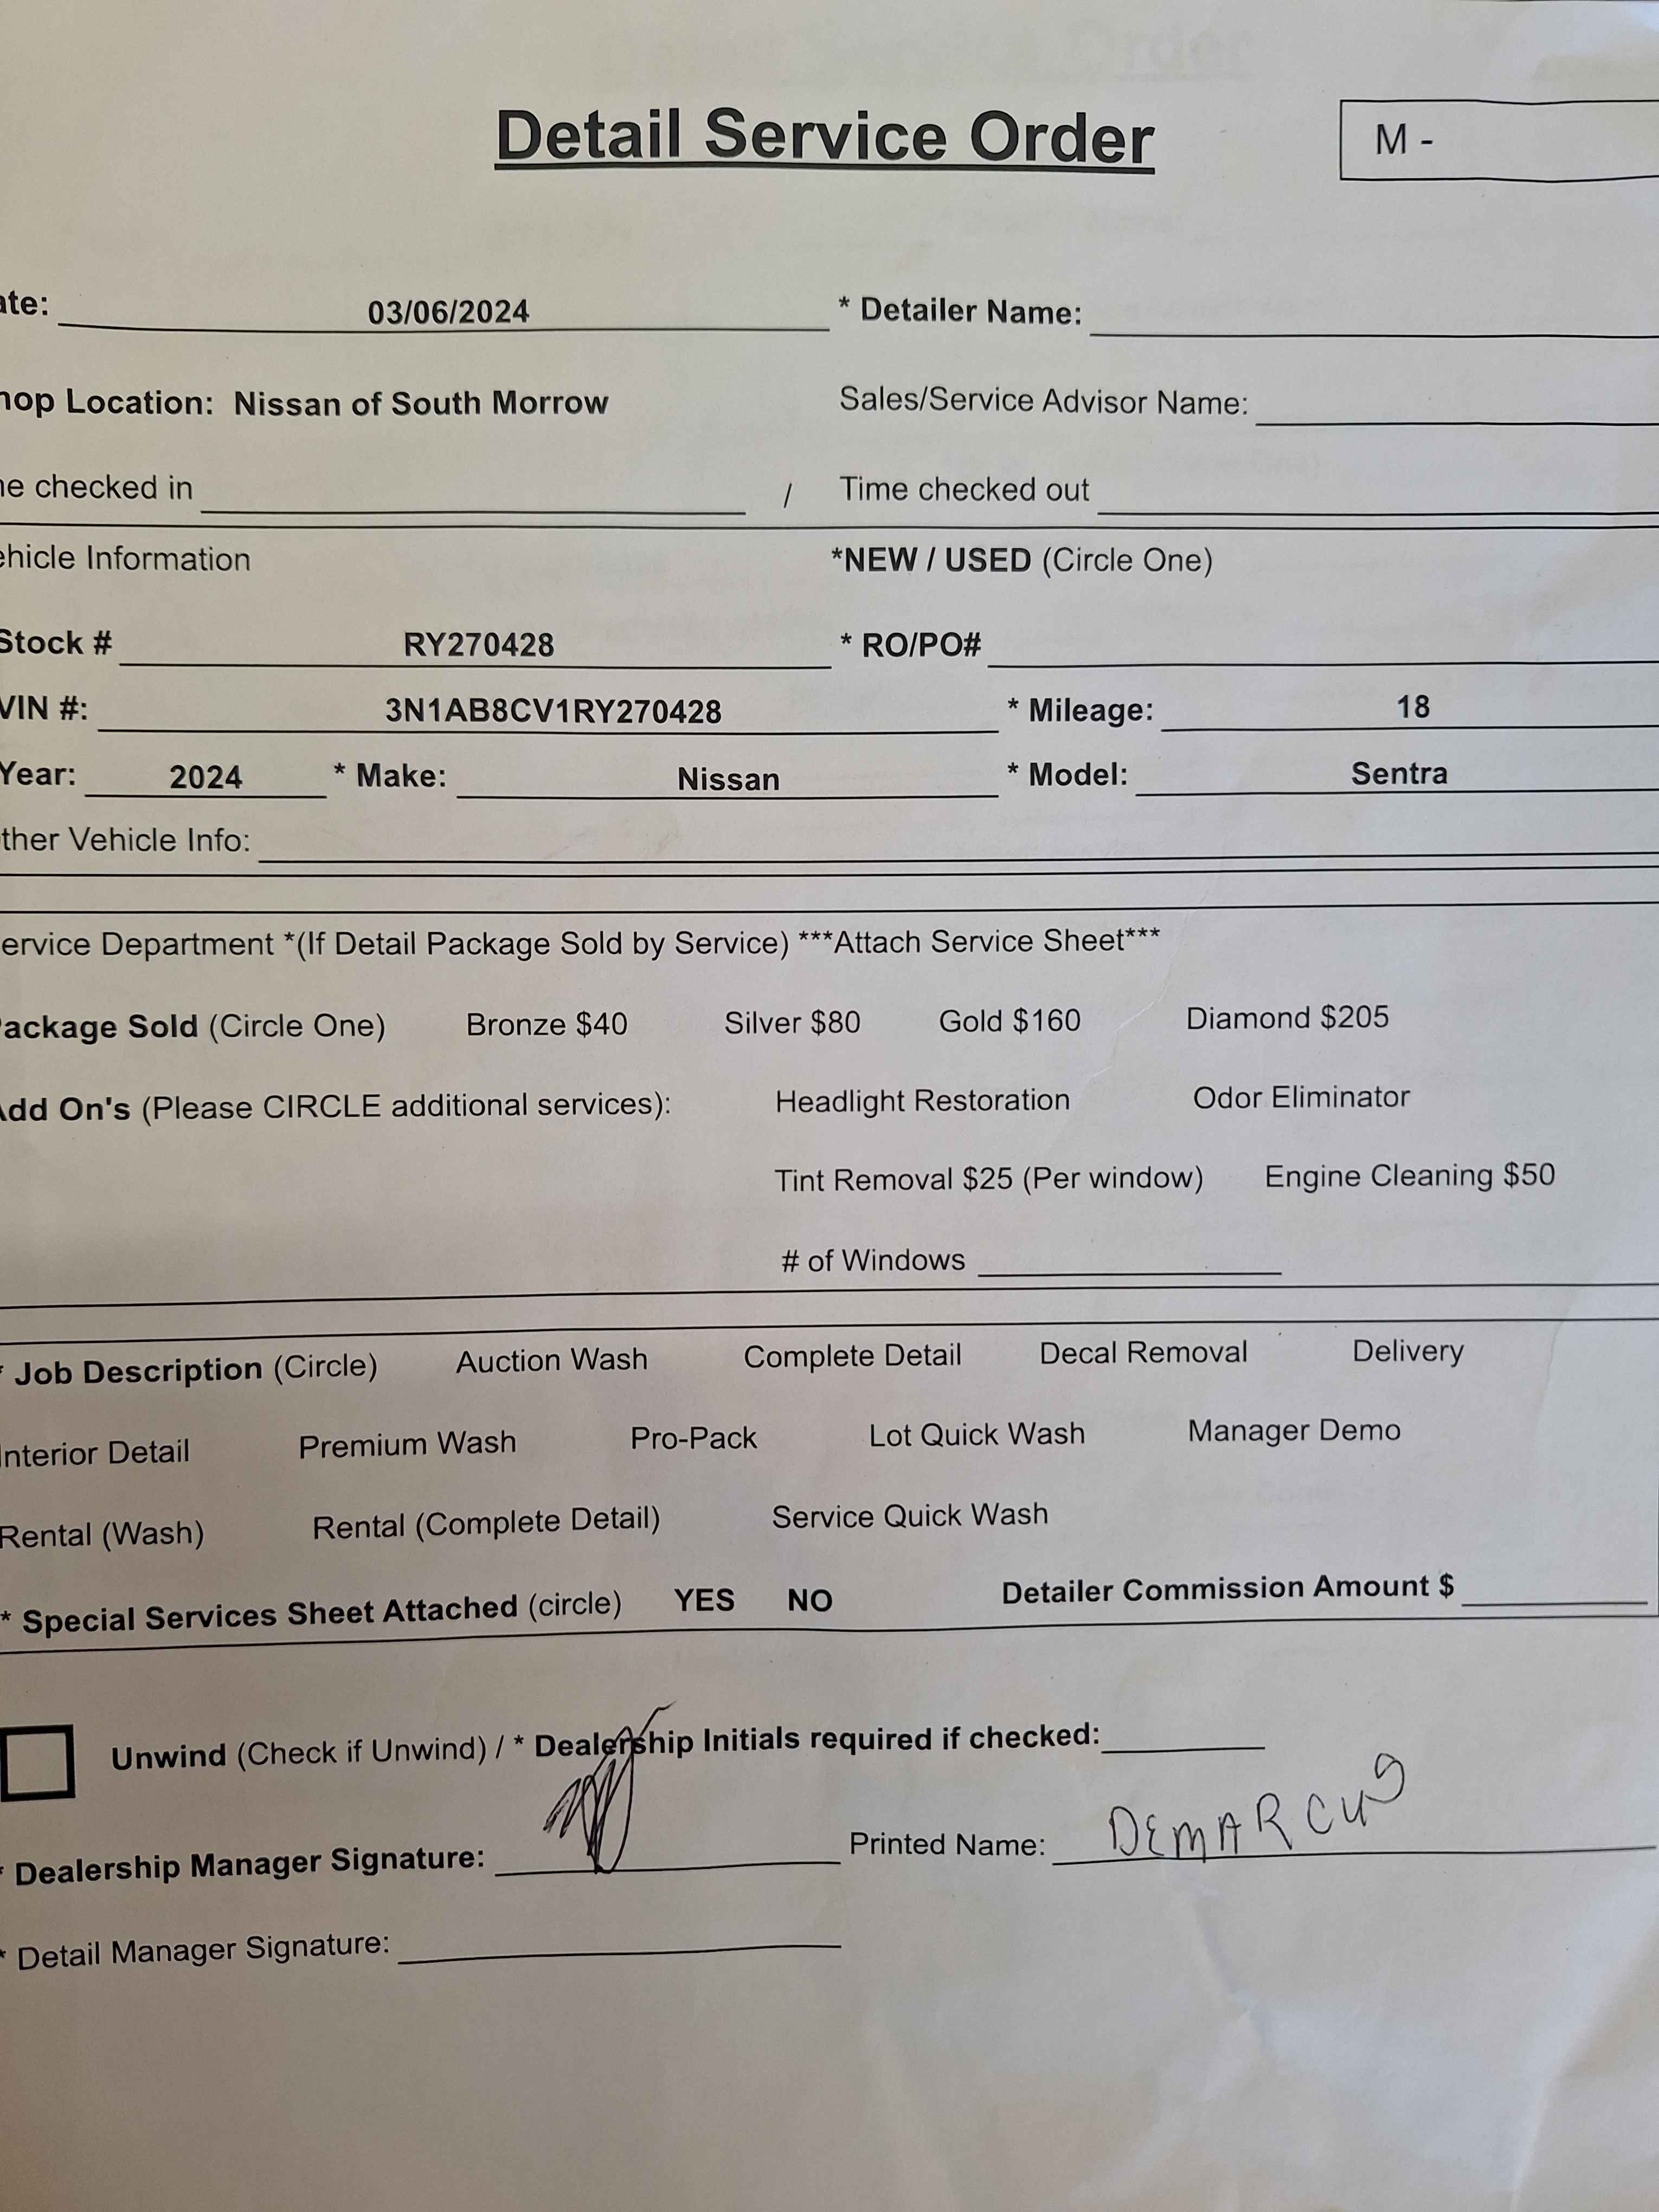 Detail Service Order
M -
ate: 03/06/2024 * Detailer Name:
hop Location: Nissan of South Morrow Sales/Service Advisor Name:
e checked in / Time checked out
hicle Information *NEW / USED (Circle One)
Stock # RY270428 * RO/PO#
VIN #: 3N1AB8CV1RY270428 * Mileage: 18
Year: 2024 * Make: Nissan * Model: Sentra
ther Vehicle Info:
ervice Department *(If Detail Package Sold by Service) ***Attach Service Sheet***
ackage Sold (Circle One) Bronze $40 Silver $80 Gold $160 Diamond $205
Add On's (Please CIRCLE additional services): Headlight Restoration Odor Eliminator
Tint Removal $25 (Per window) Engine Cleaning $50
# of Windows
* Job Description (Circle) Auction Wash Complete Detail Decal Removal Delivery
Interior Detail Premium Wash Pro-Pack Lot Quick Wash Manager Demo
Rental (Wash) Rental (Complete Detail) Service Quick Wash
* Special Services Sheet Attached (circle) YES NO Detailer Commission Amount $
Unwind (Check if Unwind) / * Dealership Initials required if checked:
* Dealership Manager Signature: Printed Name: DEMARCUS
* Detail Manager Signature: